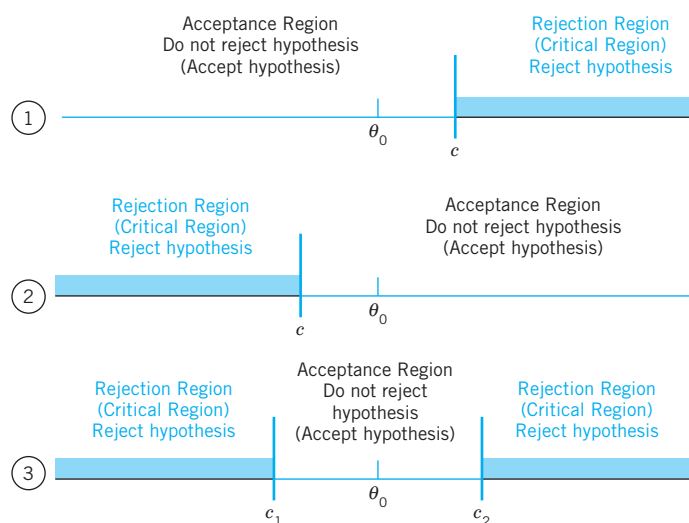 Acceptance Region
Do not reject hypothesis
(Accept hypothesis)
Rejection Region
(Critical Region)
Reject hypothesis
1
θ0
c
Rejection Region
(Critical Region)
Reject hypothesis
Acceptance Region
Do not reject hypothesis
(Accept hypothesis)
2
c
θ0
Rejection Region
(Critical Region)
Reject hypothesis
Acceptance Region
Do not reject
hypothesis
(Accept hypothesis)
Rejection Region
(Critical Region)
Reject hypothesis
3
c1
θ0
c2